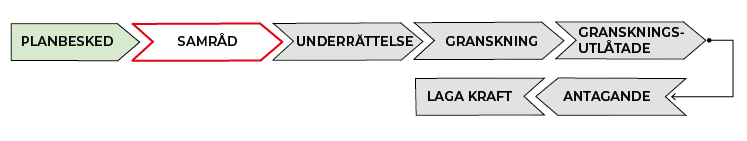 PLANBESKED
SAMRÅD
UNDERRÄTTELSE
GRANSKNING
GRANSKNINGS-
UTLÅTADE
ANTAGANDE
LAGA KRAFT